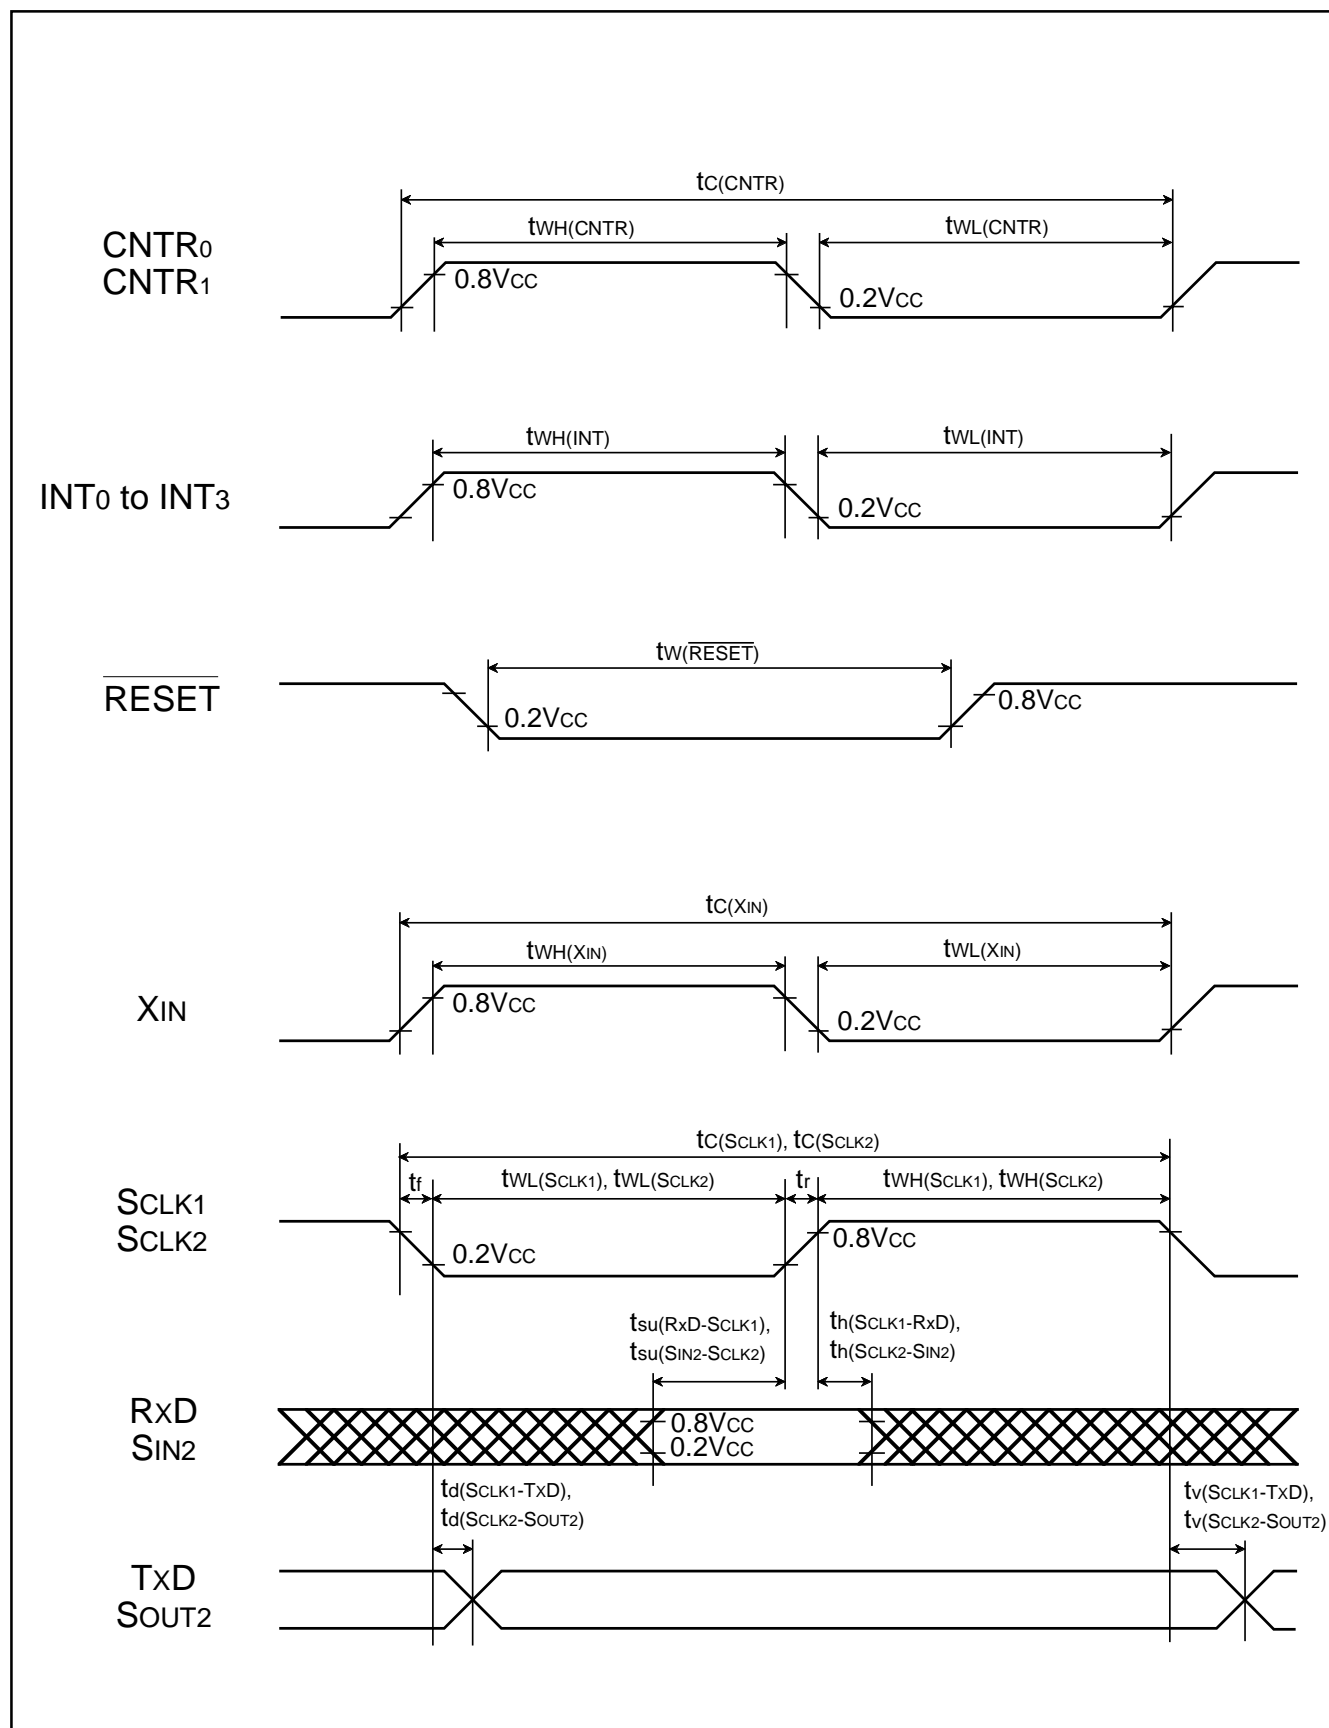 tC(CNTR)
tWH(CNTR)
tWL(CNTR)
CNTR0
CNTR1
0.8VCC
0.2VCC
tWH(INT)
tWL(INT)
INT0 to INT3
0.8VCC
0.2VCC
tW(RESET)
RESET
0.2VCC
0.8VCC
tC(XIN)
tWH(XIN)
tWL(XIN)
XIN
0.8VCC
0.2VCC
tC(SCLK1), tC(SCLK2)
tf
tWL(SCLK1), tWL(SCLK2)
tr
tWH(SCLK1), tWH(SCLK2)
SCLK1
SCLK2
0.2VCC
0.8VCC
tsu(RxD-SCLK1),
tsu(SIN2-SCLK2)
th(SCLK1-RxD),
th(SCLK2-SIN2)
RXD
SIN2
0.8VCC
0.2VCC
td(SCLK1-TXD),
td(SCLK2-SOUT2)
tv(SCLK1-TXD),
tv(SCLK2-SOUT2)
TXD
SOUT2